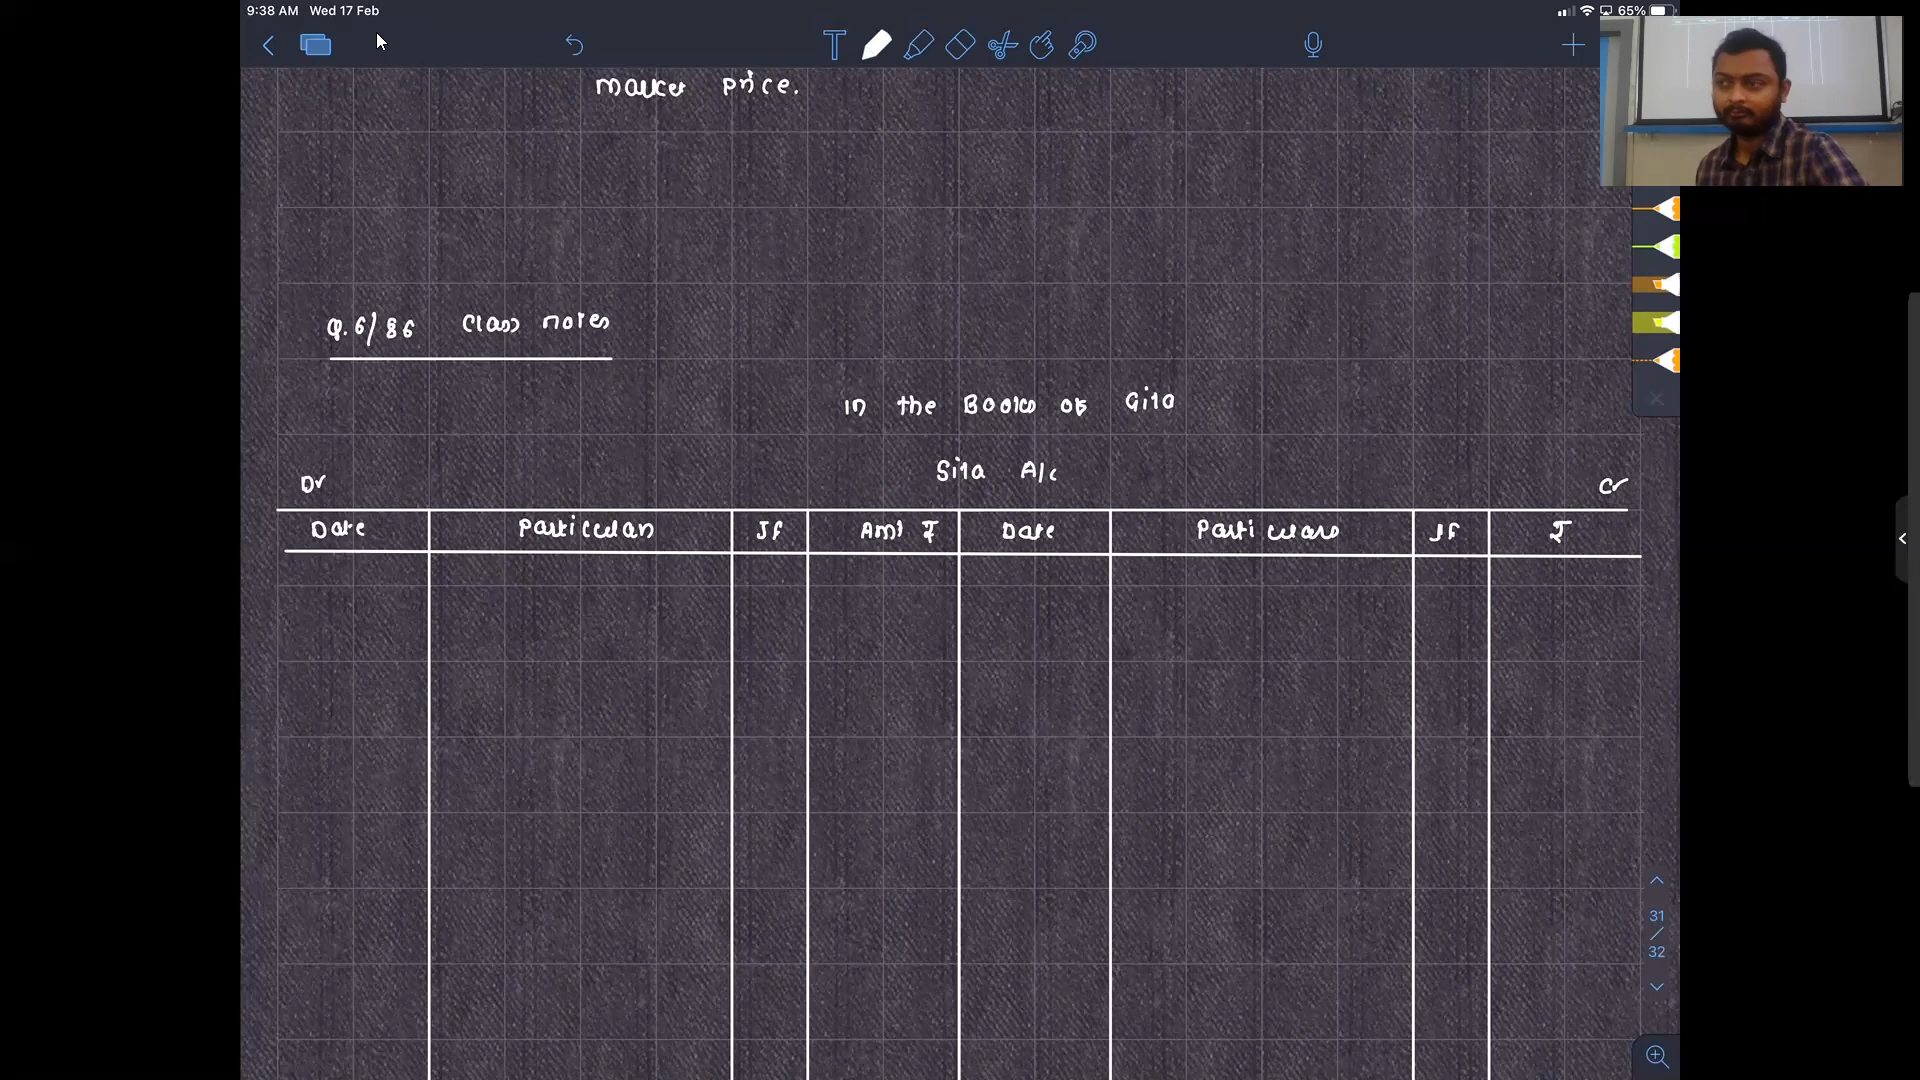 9:38 AM Wed 17 Feb
65%
T
market price.
Q.6/86 Class notes
In the Books of Gita
Sita A/c
Dr
Cr
Date Particulars Jf Amt ₹ Date Particulars Jf ₹
31
/
32